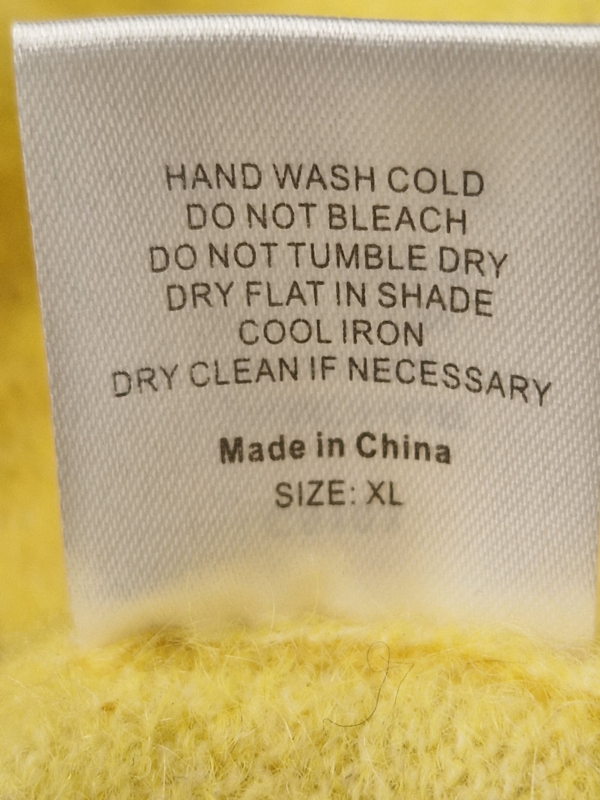 HAND WASH COLD
DO NOT BLEACH
DO NOT TUMBLE DRY
DRY FLAT IN SHADE
COOL IRON
DRY CLEAN IF NECESSARY
Made in China
SIZE: XL